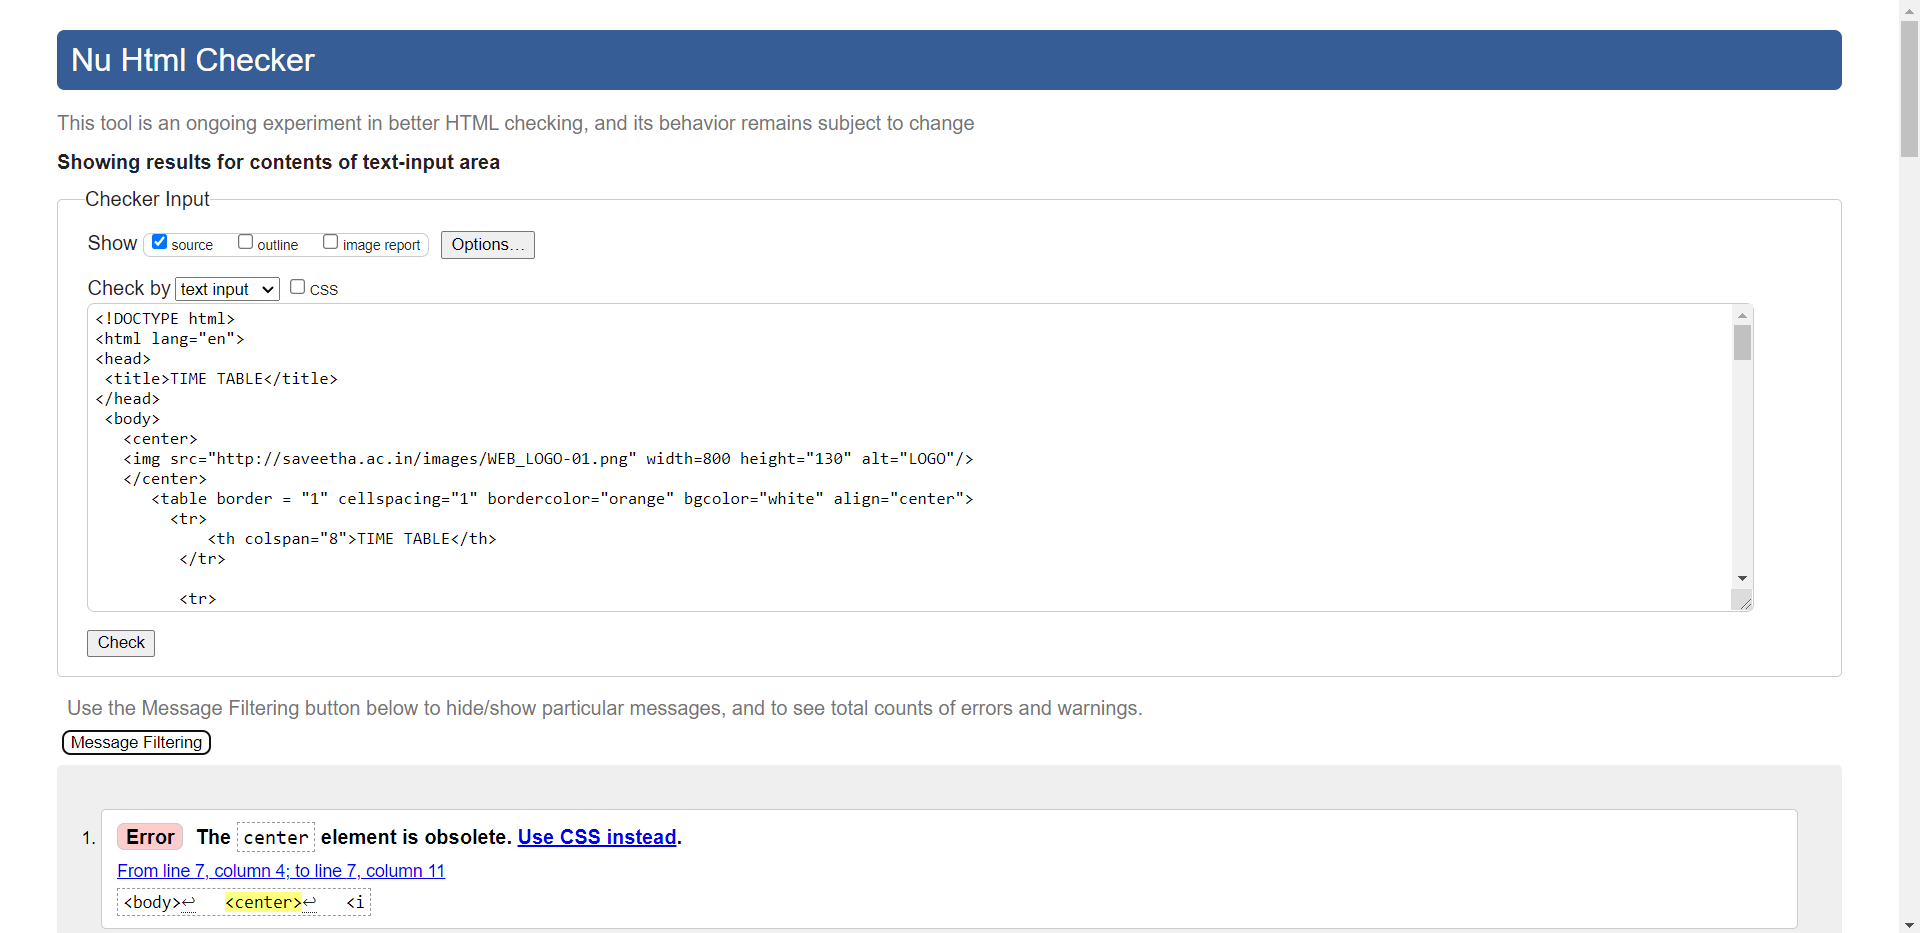 Nu Html Checker
This tool is an ongoing experiment in better HTML checking, and its behavior remains subject to change
Showing results for contents of text-input area
Checker Input
Show source outline image report Options...
Check by text input CSS
<!DOCTYPE html>
<html lang="en">
<head>
 <title>TIME TABLE</title>
</head>
 <body>
   <center>
   <img src="http://saveetha.ac.in/images/WEB_LOGO-01.png" width=800 height="130" alt="LOGO"/>
   </center>
      <table border = "1" cellspacing="1" bordercolor="orange" bgcolor="white" align="center">
        <tr>
            <th colspan="8">TIME TABLE</th>
         </tr>
         <tr>
Check
Use the Message Filtering button below to hide/show particular messages, and to see total counts of errors and warnings.
Message Filtering
1. Error The center element is obsolete. Use CSS instead.
From line 7, column 4; to line 7, column 11
<body>↩   <center>↩   <i